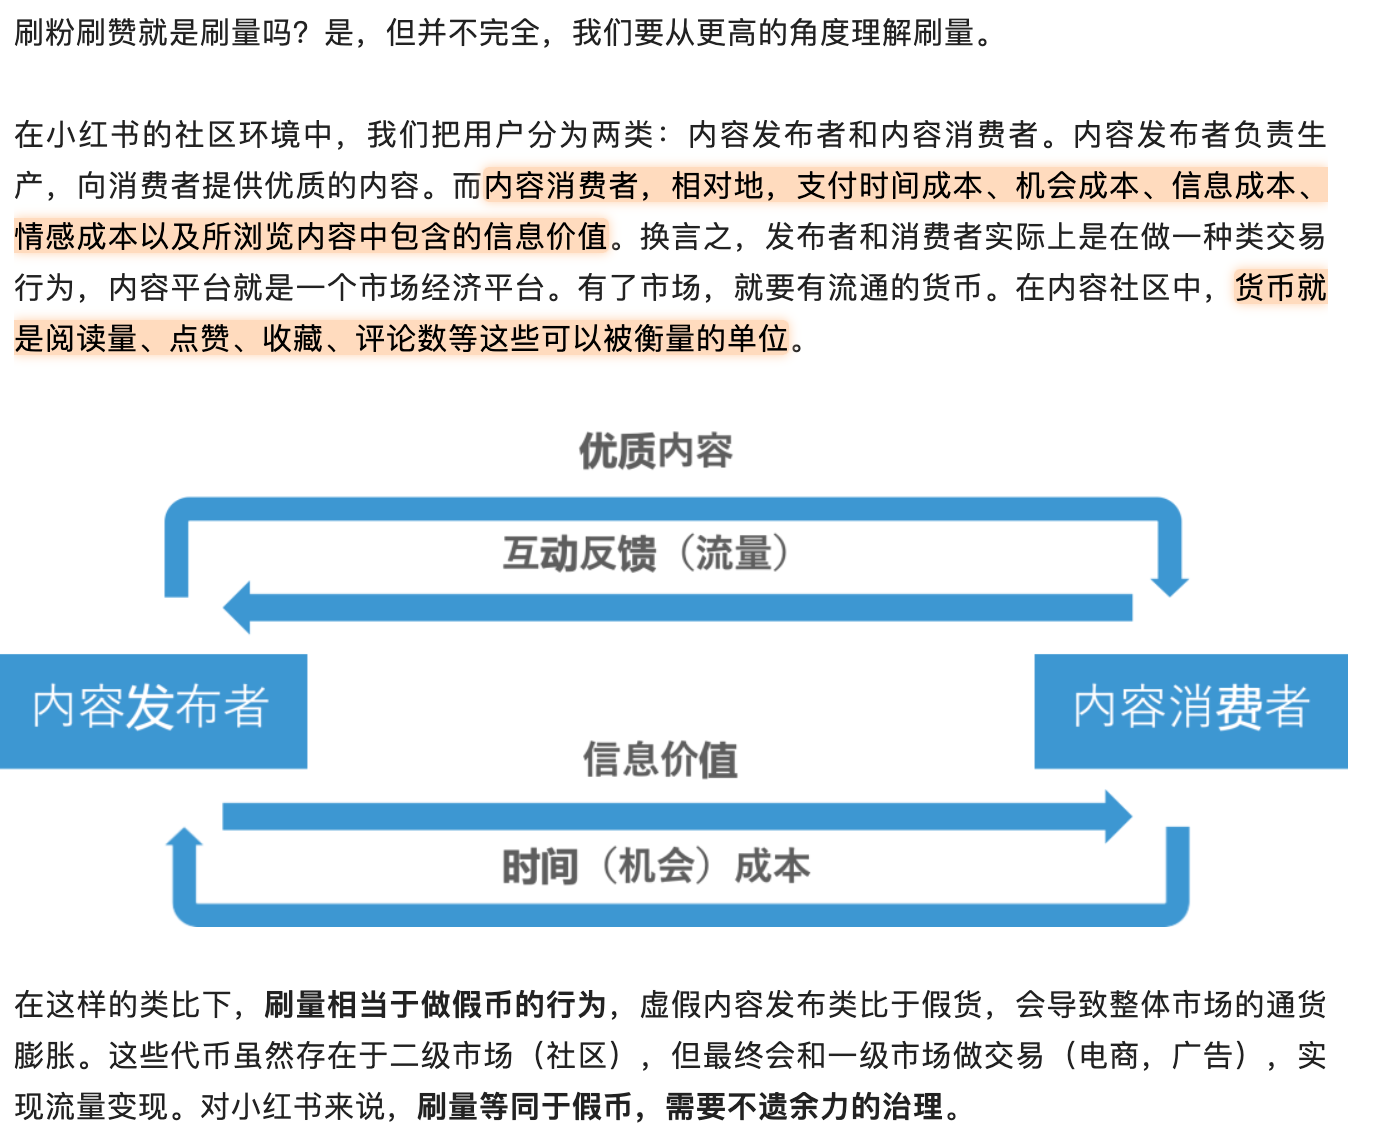 刷粉刷赞就是刷量吗？是，但并不完全，我们要从更高的角度理解刷量。
在小红书的社区环境中，我们把用户分为两类：内容发布者和内容消费者。内容发布者负责生
产，向消费者提供优质的内容。而内容消费者，相对地，支付时间成本、机会成本、信息成本、
情感成本以及所浏览内容中包含的信息价值。换言之，发布者和消费者实际上是在做一种类交易
行为，内容平台就是一个市场经济平台。有了市场，就要有流通的货币。在内容社区中，货币就
是阅读量、点赞、收藏、评论数等这些可以被衡量的单位。
优质内容
互动反馈（流量）
内容发布者
内容消费者
信息价值
时间（机会）成本
在这样的类比下，刷量相当于做假币的行为，虚假内容发布类比于假货，会导致整体市场的通货
膨胀。这些代币虽然存在于二级市场（社区），但最终会和一级市场做交易（电商，广告），实
现流量变现。对小红书来说，刷量等同于假币，需要不遗余力的治理。